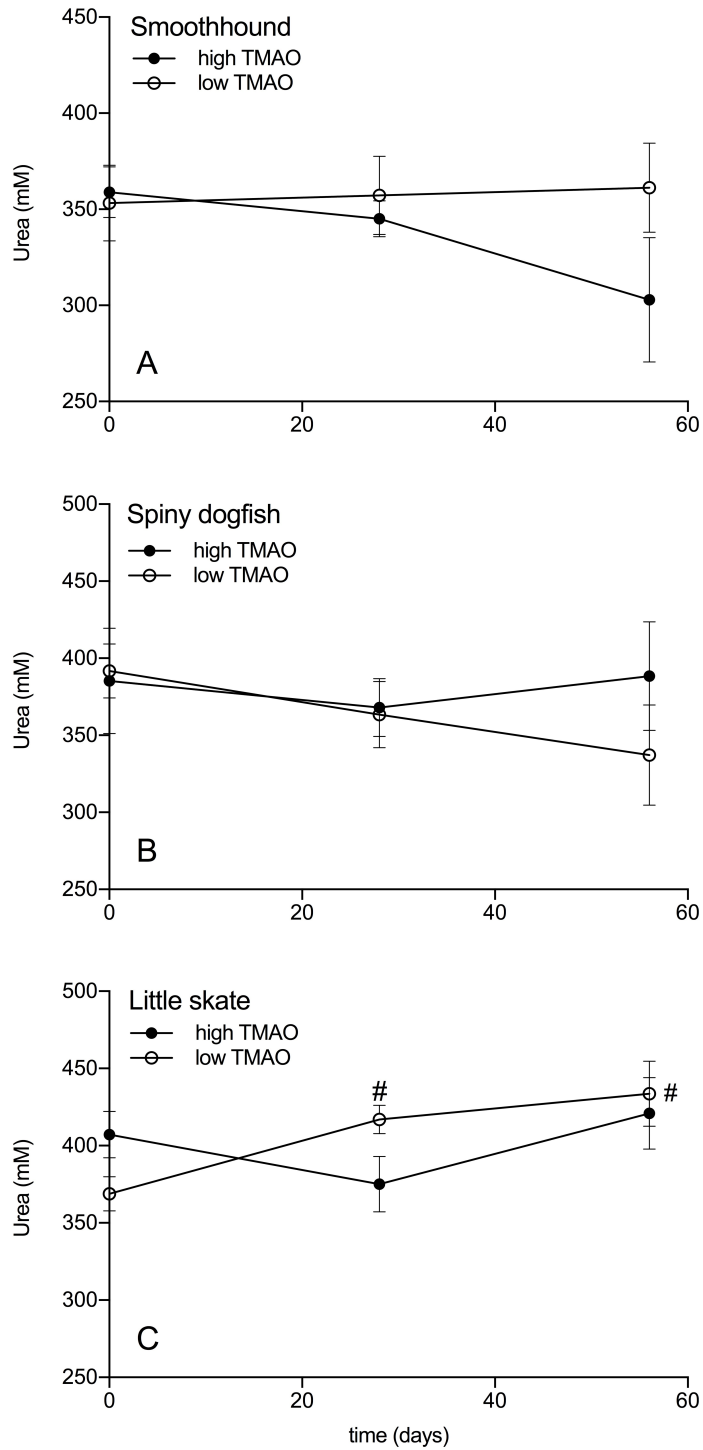 Smoothhound
high TMAO
low TMAO
450
400
350
300
250
Urea (mM)
A
0 20 40 60
Spiny dogfish
high TMAO
low TMAO
500
450
400
350
300
250
Urea (mM)
B
0 20 40 60
Little skate
high TMAO
low TMAO
500
450
400
350
300
250
Urea (mM)
#
#
C
0 20 40 60
time (days)